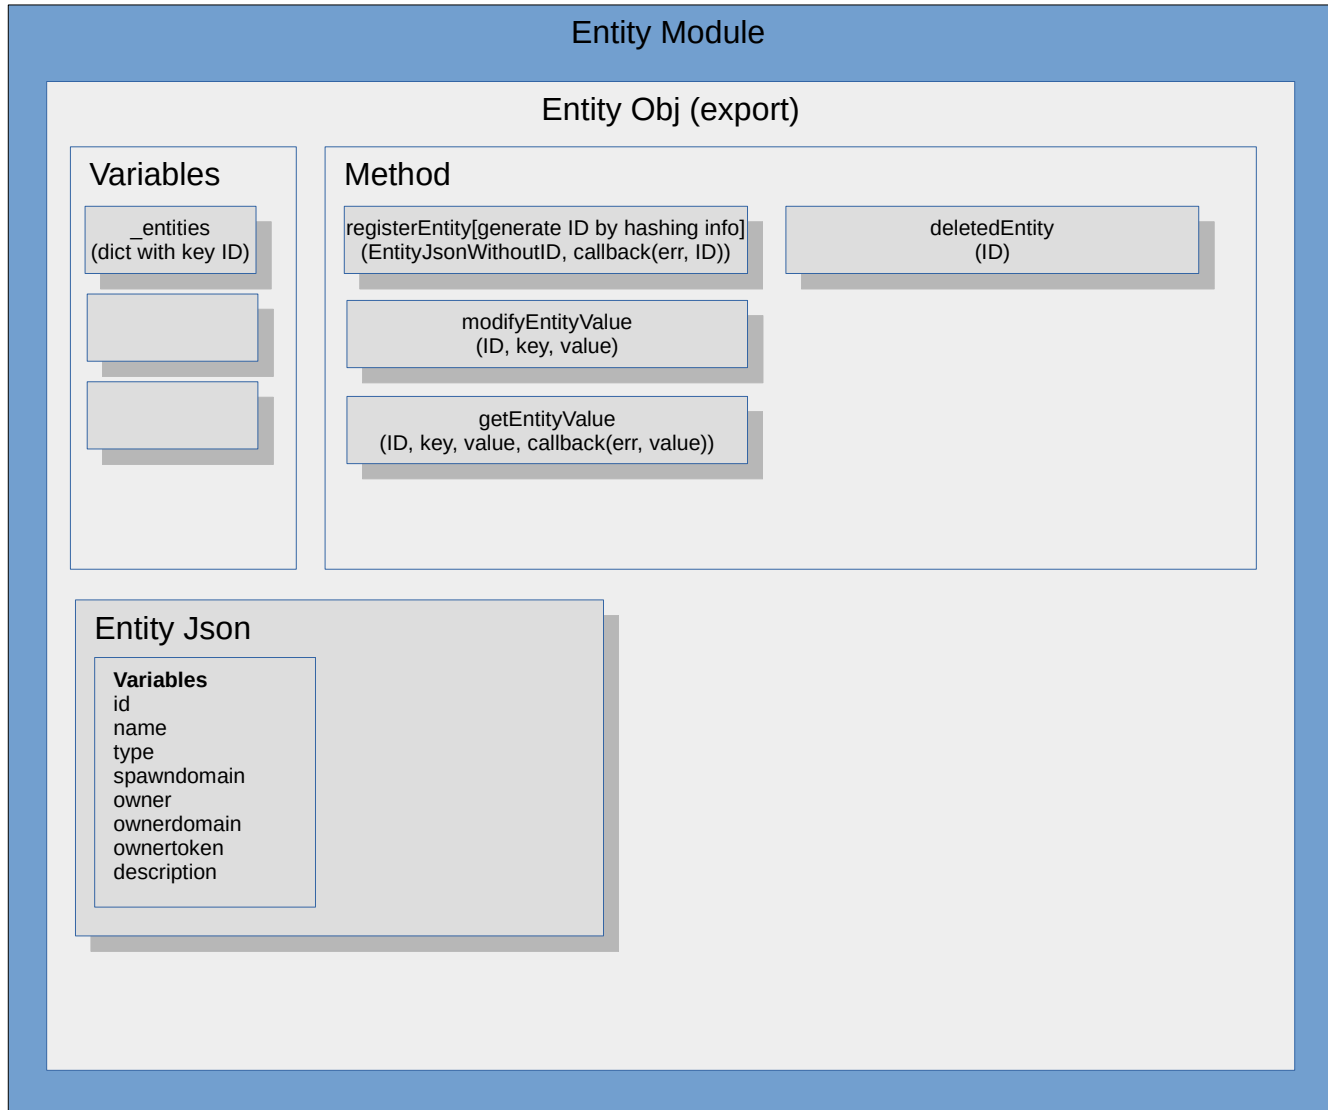 Entity Module
Entity Obj (export)
Variables
_entities
(dict with key ID)
Method
registerEntity[generate ID by hashing info]
(EntityJsonWithoutID, callback(err, ID))
deletedEntity
(ID)
modifyEntityValue
(ID, key, value)
getEntityValue
(ID, key, value, callback(err, value))
Entity Json
Variables
id
name
type
spawndomain
owner
ownerdomain
ownertoken
description